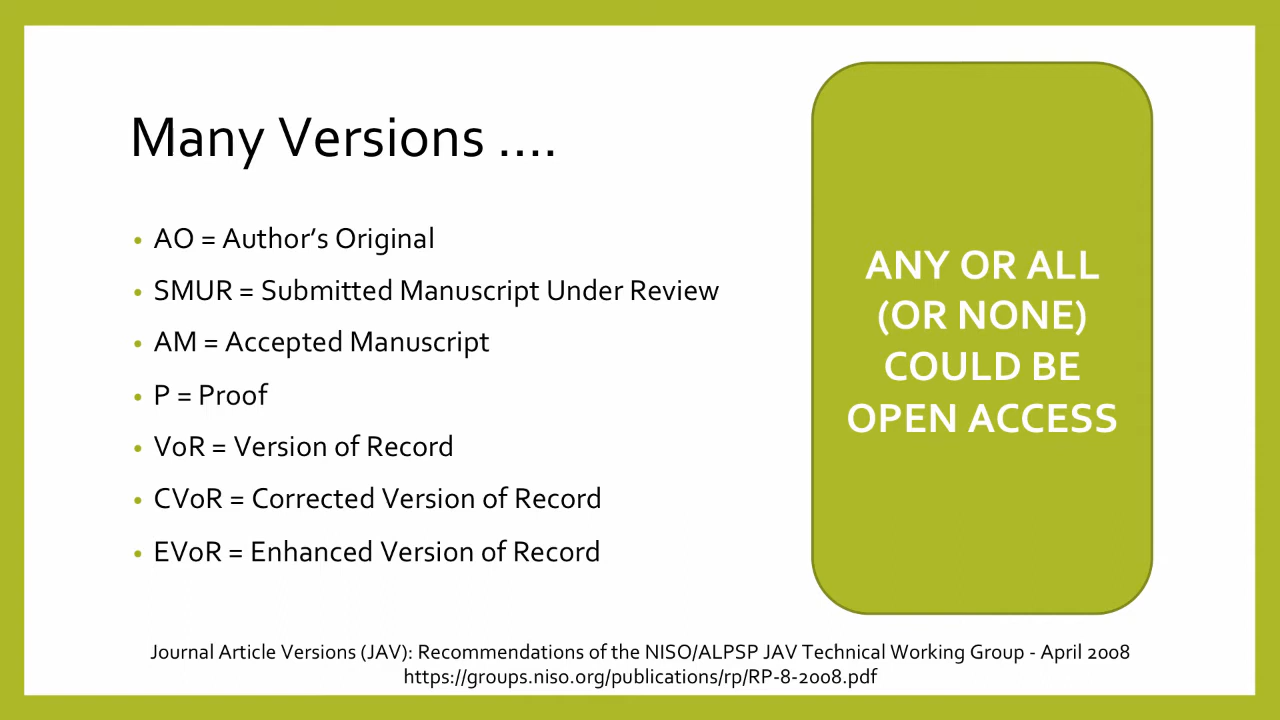 Many Versions ....
• AO = Author’s Original
• SMUR = Submitted Manuscript Under Review
• AM = Accepted Manuscript
• P = Proof
• VoR = Version of Record
• CVoR = Corrected Version of Record
• EVoR = Enhanced Version of Record
ANY OR ALL
(OR NONE)
COULD BE
OPEN ACCESS
Journal Article Versions (JAV): Recommendations of the NISO/ALPSP JAV Technical Working Group - April 2008
https://groups.niso.org/publications/rp/RP-8-2008.pdf